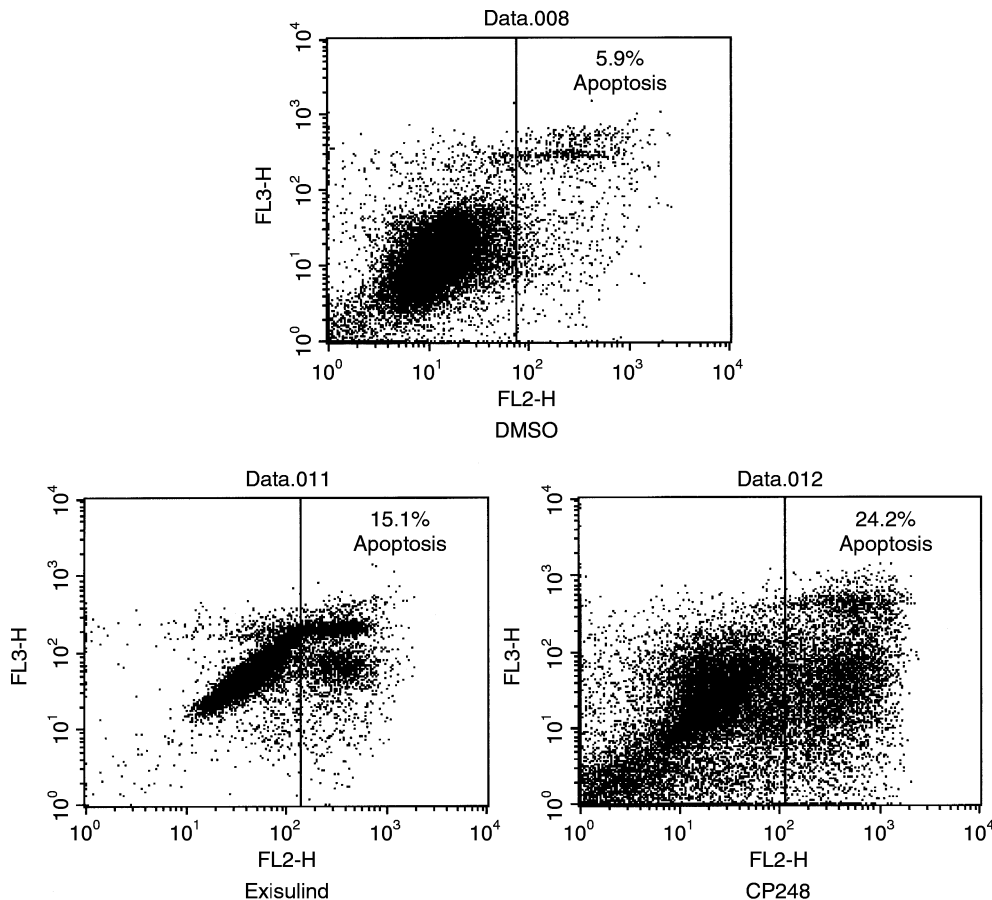 Data.008
5.9%
Apoptosis
10^4
10^3
10^2
10^1
10^0
FL3-H
10^0 10^1 10^2 10^3 10^4
FL2-H
DMSO
Data.011
15.1%
Apoptosis
10^4
10^3
10^2
10^1
10^0
FL3-H
10^0 10^1 10^2 10^3 10^4
FL2-H
Exisulind
Data.012
24.2%
Apoptosis
10^4
10^3
10^2
10^1
10^0
FL3-H
10^0 10^1 10^2 10^3 10^4
FL2-H
CP248